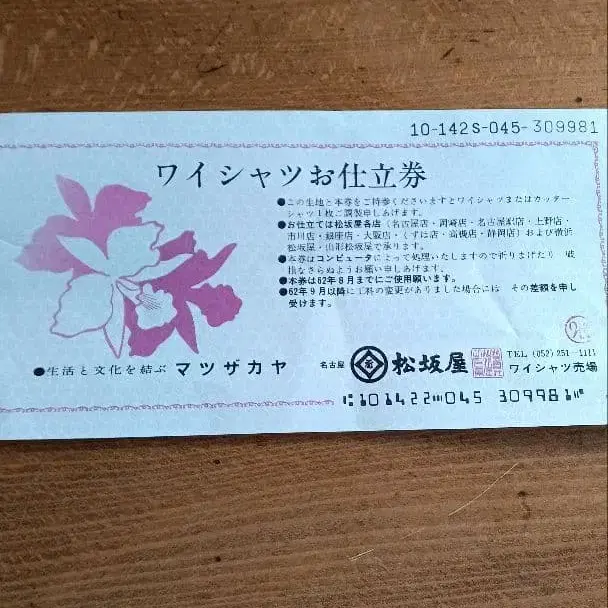 10-142S-045-309981
ワイシャツお仕立券
●この生地と本券をご持参くださいますとワイシャツまたはカッター
シャツ1枚ご調製申しあげます。
●お仕立ては松坂屋各店(名古屋店・岡崎店・名古屋駅店・上野店・
市川店・銀座店・大阪店・くずは店・高槻店・静岡店)および横浜
松坂屋・山形松坂屋で承ります。
●本券はコンピュータによって処理いたしますので折りまげたり
様なさらぬようお願い申しあげます。
●本券は62年8月までにご使用願います。
●62年9月以降に工料の変更がありました場合には その差額を申し
受けます。
●生活と文化を結ぶ マツザカヤ
名古屋 松坂屋 TEL (052)251-1111
ワイシャツ売場
101422 045 309981